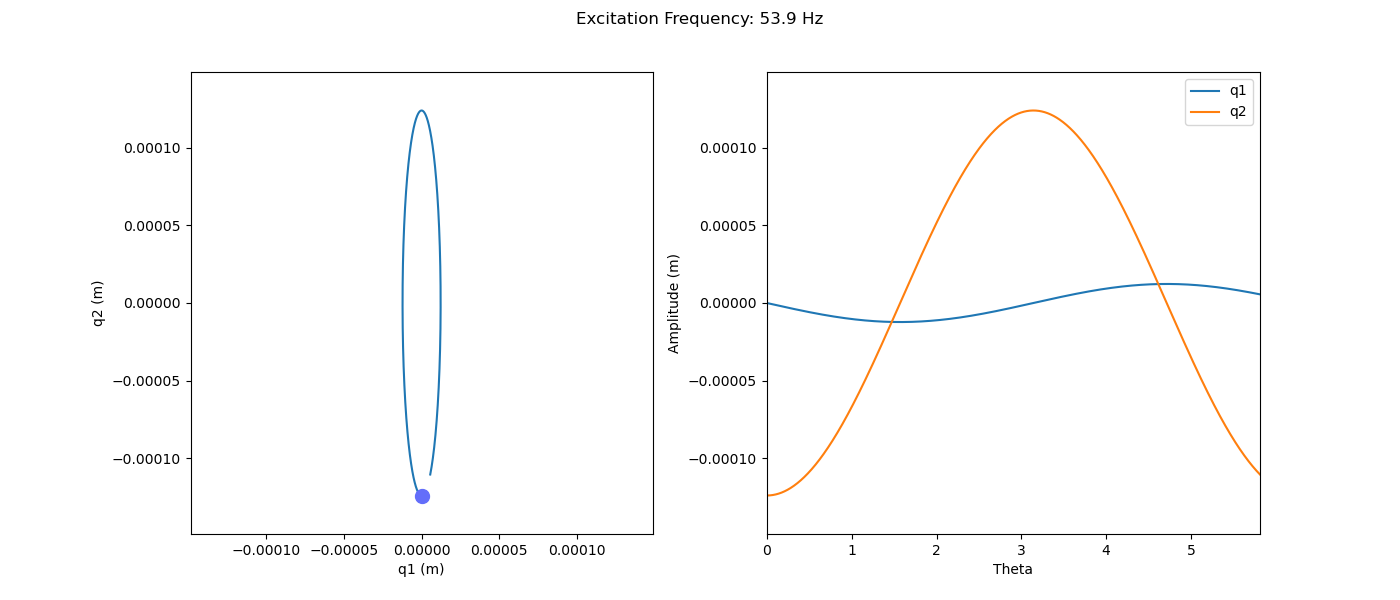 Excitation Frequency: 53.9 Hz
q2 (m)
0.00010
0.00005
0.00000
−0.00005
−0.00010
−0.00010 −0.00005 0.00000 0.00005 0.00010
q1 (m)
Amplitude (m)
0.00010
0.00005
0.00000
−0.00005
−0.00010
0 1 2 3 4 5
Theta
q1
q2